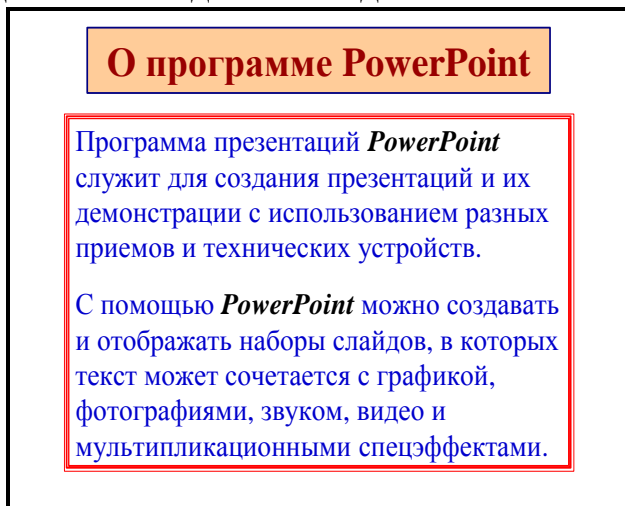 О программе PowerPoint
Программа презентаций PowerPoint
служит для создания презентаций и их
демонстрации с использованием разных
приемов и технических устройств.
С помощью PowerPoint можно создавать
и отображать наборы слайдов, в которых
текст может сочетается с графикой,
фотографиями, звуком, видео и
мультипликационными спецэффектами.